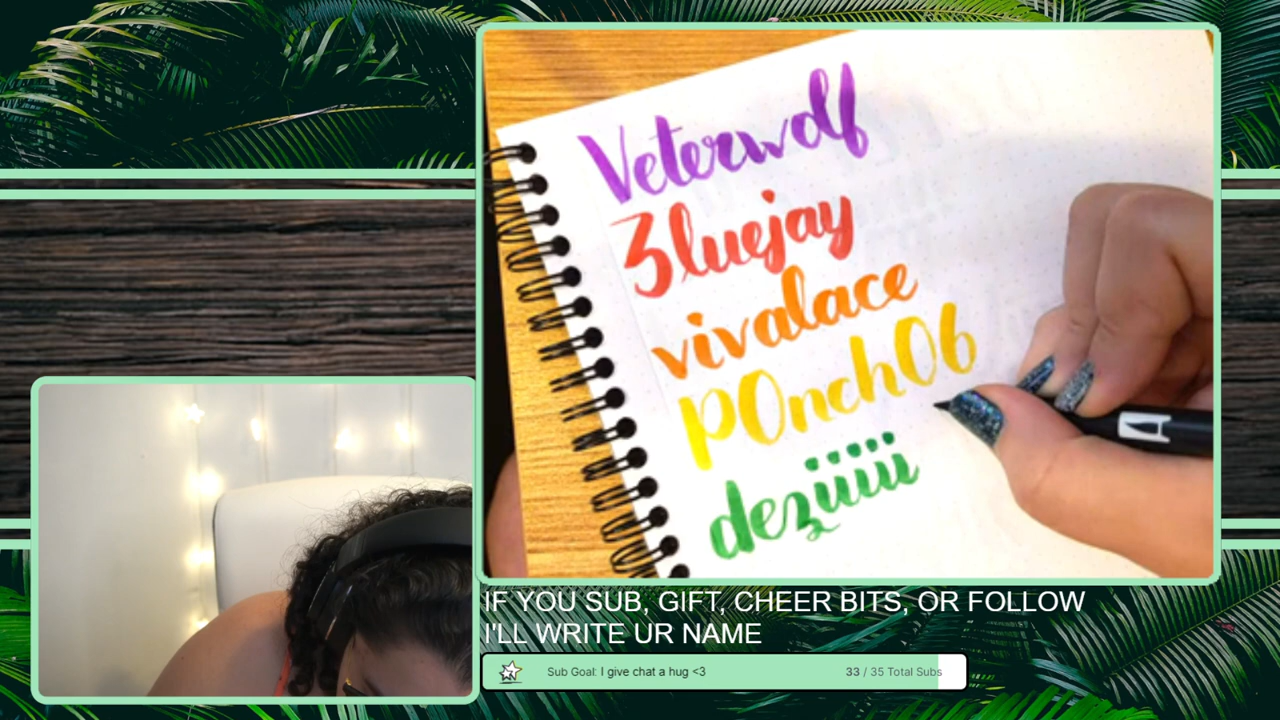 Veterwolf
3luejay
vivalace
P0nch06
deziiiii
IF YOU SUB, GIFT, CHEER BITS, OR FOLLOW
I'LL WRITE UR NAME
Sub Goal: I give chat a hug <3
33 / 35 Total Subs